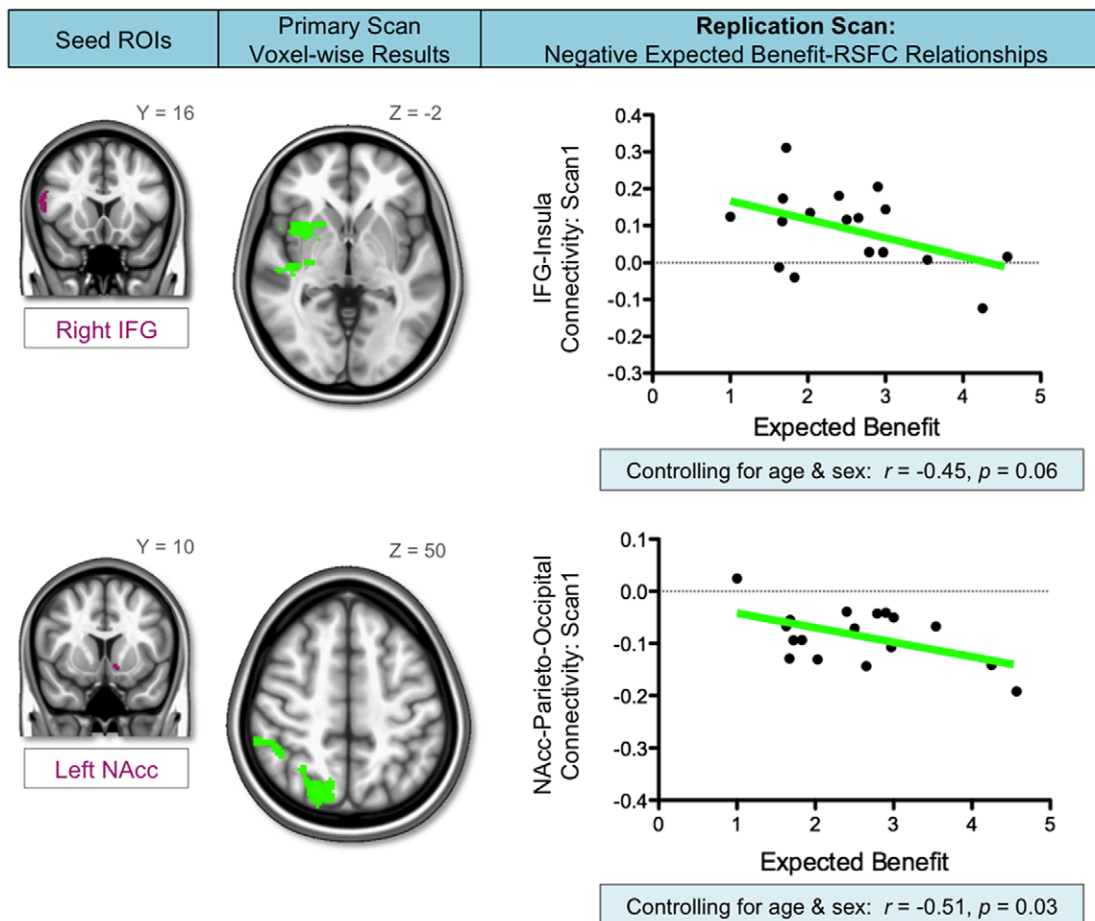 Seed ROIs
Primary Scan
Voxel-wise Results
Replication Scan:
Negative Expected Benefit-RSFC Relationships
Y = 16
Right IFG
Z = -2
IFG-Insula
Connectivity: Scan1
0.4
0.3
0.2
0.1
0.0
-0.1
-0.2
-0.3
0 1 2 3 4 5
Expected Benefit
Controlling for age & sex: r = -0.45, p = 0.06
Y = 10
Left NAcc
Z = 50
NAcc-Parieto-Occipital
Connectivity: Scan1
0.1
0.0
-0.1
-0.2
-0.3
-0.4
0 1 2 3 4 5
Expected Benefit
Controlling for age & sex: r = -0.51, p = 0.03